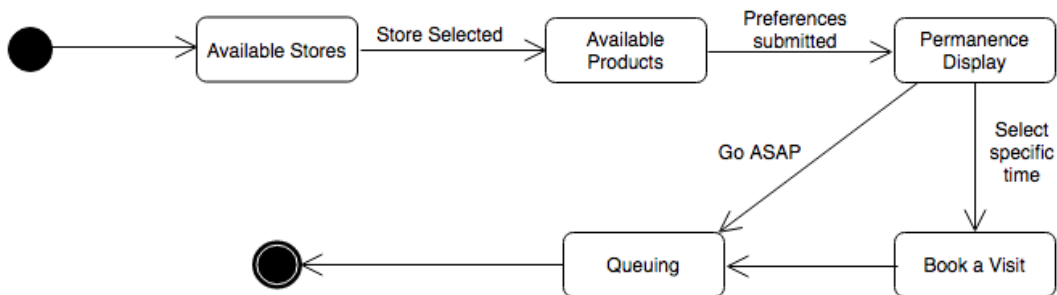 Available Stores
Store Selected
Available
Products
Preferences
submitted
Permanence
Display
Go ASAP
Select
specific
time
Queuing
Book a Visit